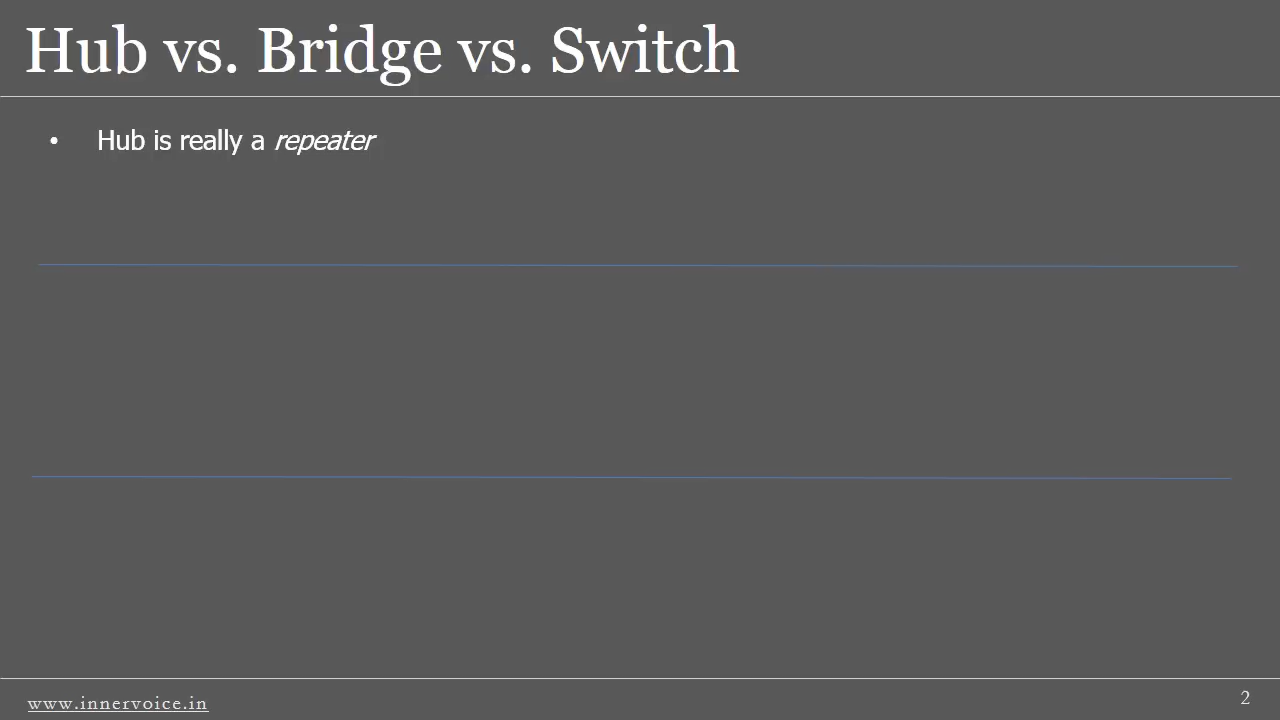 Hub vs. Bridge vs. Switch
• Hub is really a repeater
www.innervoice.in
2